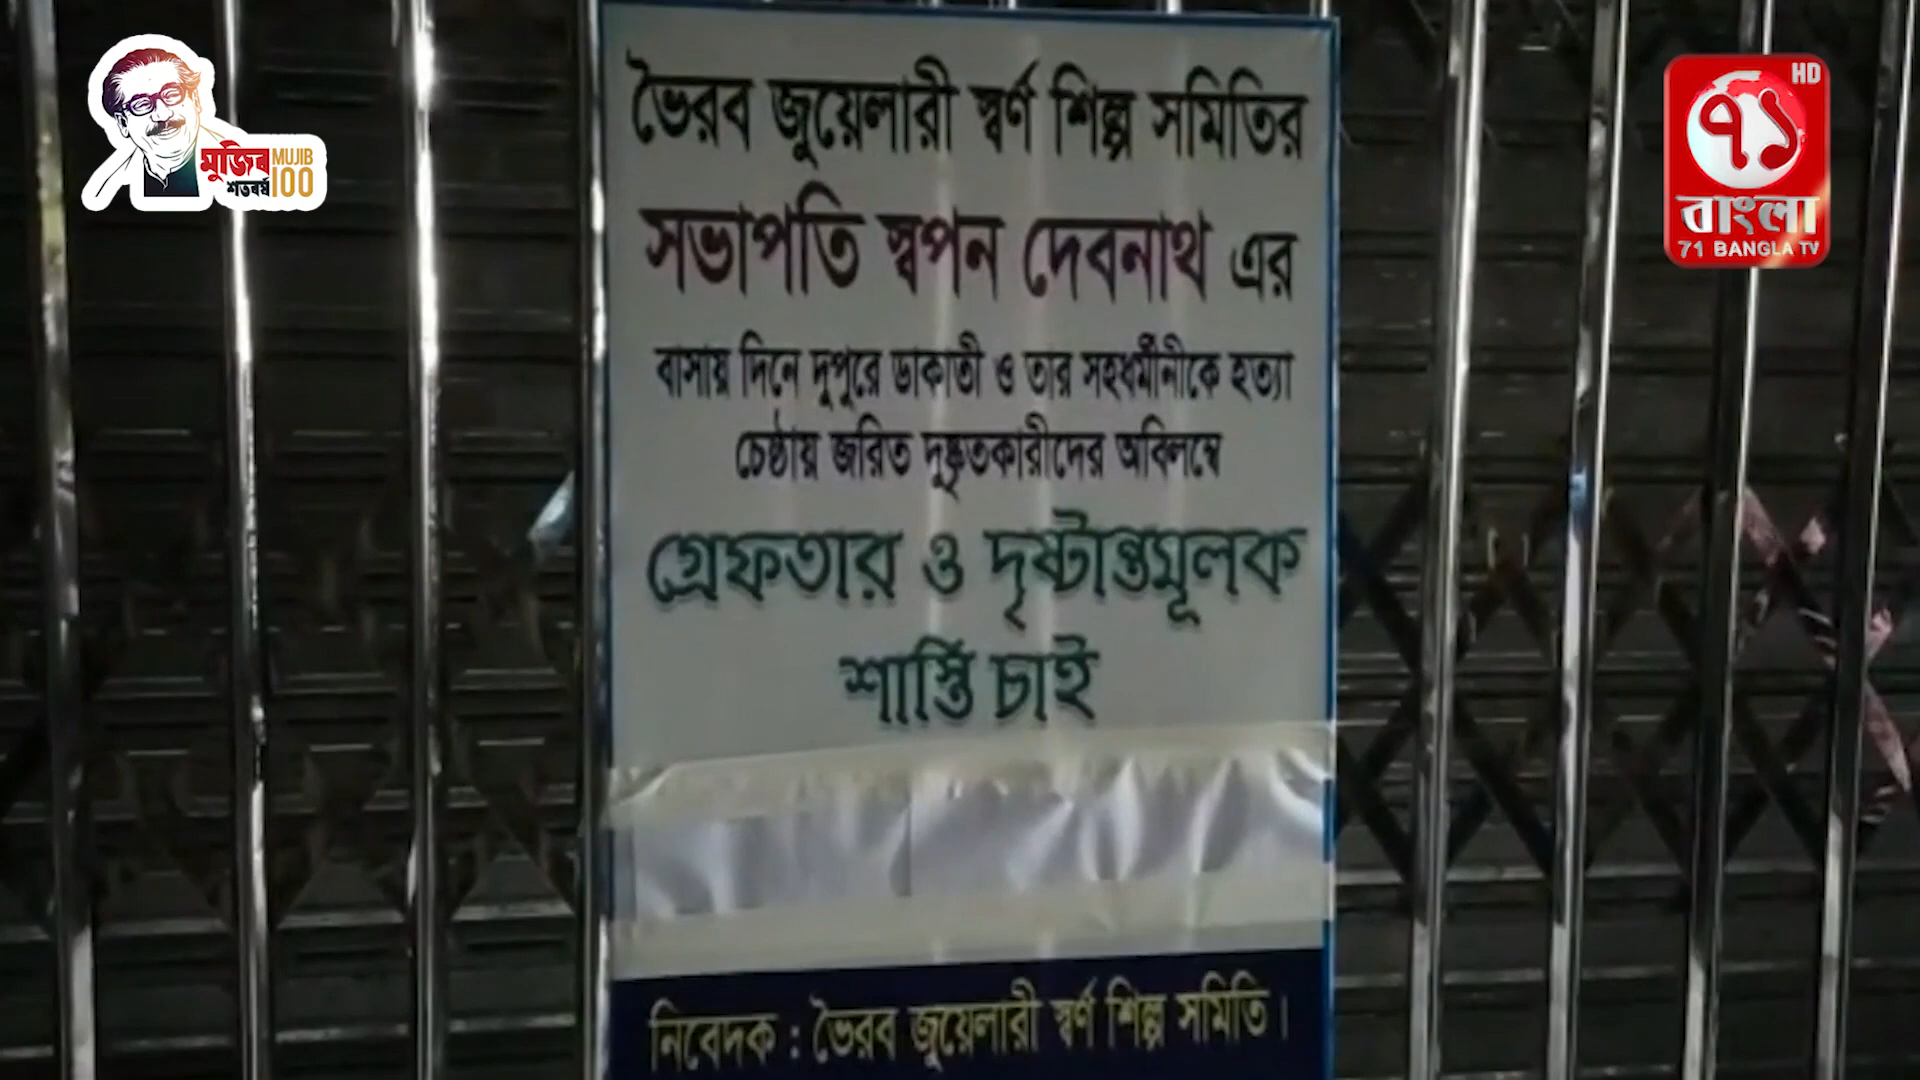 মুজিব
শতবর্ষ
MUJIB
100
HD
৭১
বাংলা
71 BANGLA TV
ভৈরব জুয়েলারী স্বর্ণ শিল্প সমিতির
সভাপতি স্বপন দেবনাথ এর
বাসায় দিনে দুপুরে ডাকাতী ও তার সহধর্মীনীকে হত্যা
চেষ্ঠায় জরিত দুষ্কৃতকারীদের অবিলম্বে
গ্রেফতার ও দৃষ্টান্তমূলক
শাস্তি চাই
নিবেদক : ভৈরব জুয়েলারী স্বর্ণ শিল্প সমিতি।